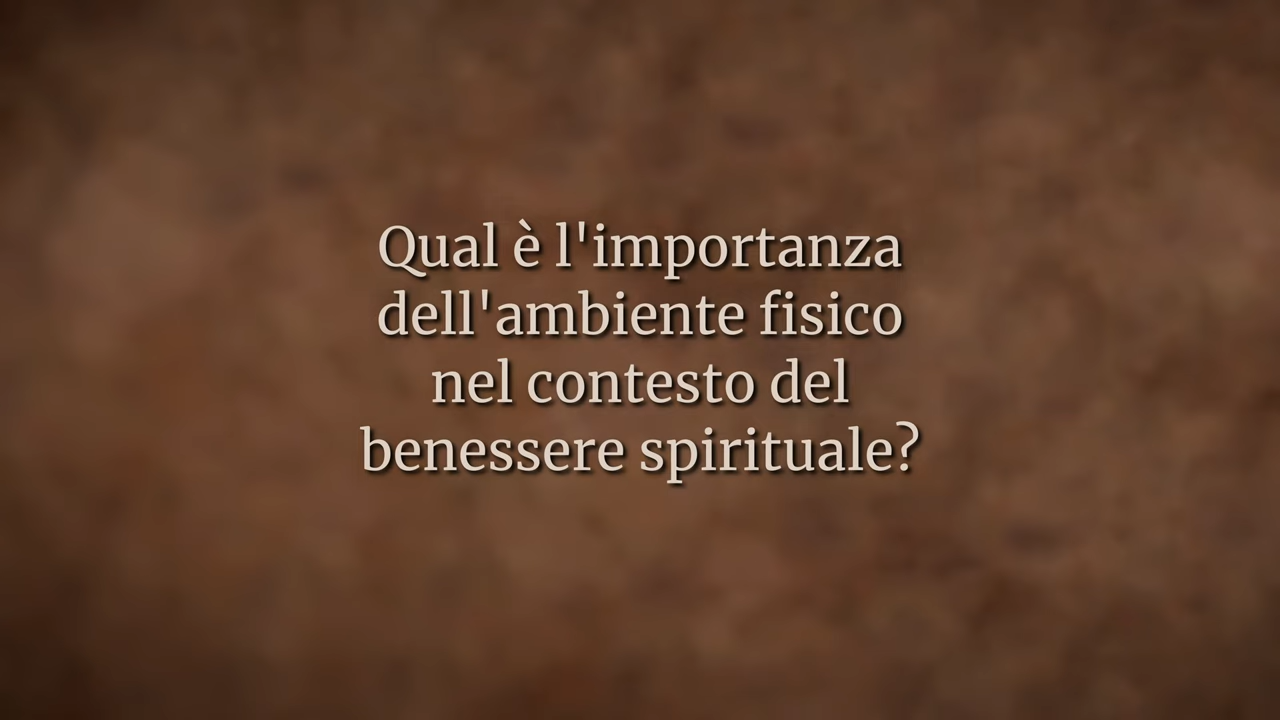 Qual è l'importanza
dell'ambiente fisico
nel contesto del
benessere spirituale?